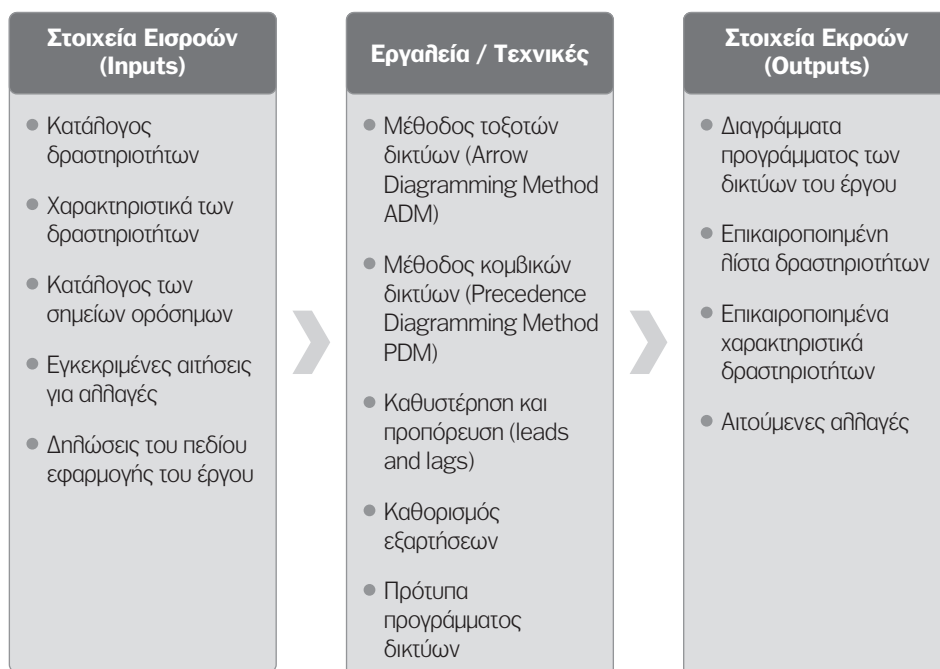 Στοιχεία Εισροών
(Inputs)
Κατάλογος
δραστηριοτήτων
Χαρακτηριστικά των
δραστηριοτήτων
Κατάλογος των
σημείων ορόσημων
Εγκεκριμένες αιτήσεις
για αλλαγές
Δηλώσεις του πεδίου
εφαρμογής του έργου
Εργαλεία / Τεχνικές
Μέθοδος τοξοτών
δικτύων (Arrow
Diagramming Method
ADM)
Μέθοδος κομβικών
δικτύων (Precedence
Diagramming Method
PDM)
Καθυστέρηση και
προπόρευση (leads
and lags)
Καθορισμός
εξαρτήσεων
Πρότυπα
προγράμματος
δικτύων
Στοιχεία Εκροών
(Outputs)
Διαγράμματα
προγράμματος των
δικτύων του έργου
Επικαιροποιημένη
λίστα δραστηριοτήτων
Επικαιροποιημένα
χαρακτηριστικά
δραστηριοτήτων
Αιτούμενες αλλαγές